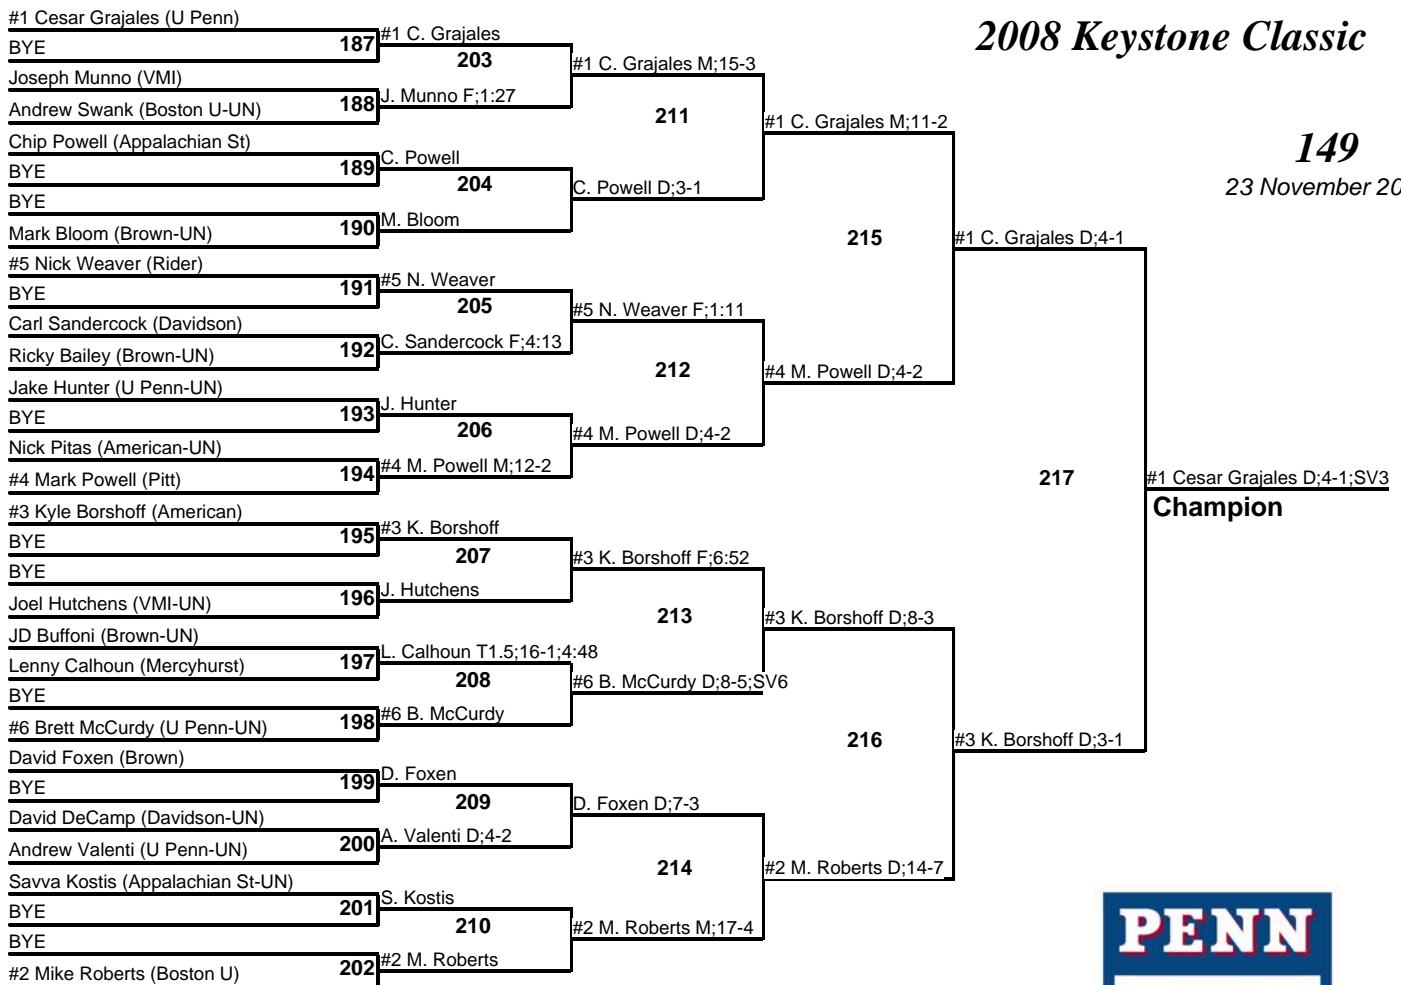 2008 Keystone Classic
149
23 November 20
#1 Cesar Grajales (U Penn)
BYE
187
Joseph Munno (VMI)
Andrew Swank (Boston U-UN)
188
Chip Powell (Appalachian St)
BYE
189
BYE
Mark Bloom (Brown-UN)
190
#5 Nick Weaver (Rider)
BYE
191
Carl Sandercock (Davidson)
Ricky Bailey (Brown-UN)
192
Jake Hunter (U Penn-UN)
BYE
193
Nick Pitas (American-UN)
#4 Mark Powell (Pitt)
194
#3 Kyle Borshoff (American)
BYE
195
BYE
Joel Hutchens (VMI-UN)
196
JD Buffoni (Brown-UN)
Lenny Calhoun (Mercyhurst)
197
BYE
#6 Brett McCurdy (U Penn-UN)
198
David Foxen (Brown)
BYE
199
David DeCamp (Davidson-UN)
Andrew Valenti (U Penn-UN)
200
Savva Kostis (Appalachian St-UN)
BYE
201
BYE
#2 Mike Roberts (Boston U)
202
#1 C. Grajales
203
J. Munno F;1:27
C. Powell
204
M. Bloom
#5 N. Weaver
205
C. Sandercock F;4:13
J. Hunter
206
#4 M. Powell M;12-2
#3 K. Borshoff
207
J. Hutchens
L. Calhoun T1.5;16-1;4:48
208
#6 B. McCurdy
D. Foxen
209
A. Valenti D;4-2
S. Kostis
210
#2 M. Roberts
#1 C. Grajales M;15-3
211
C. Powell D;3-1
#5 N. Weaver F;1:11
212
#4 M. Powell D;4-2
#3 K. Borshoff F;6:52
213
#6 B. McCurdy D;8-5;SV6
D. Foxen D;7-3
214
#2 M. Roberts M;17-4
#1 C. Grajales M;11-2
215
#4 M. Powell D;4-2
#3 K. Borshoff D;8-3
216
#2 M. Roberts D;14-7
#1 C. Grajales D;4-1
217
#3 K. Borshoff D;3-1
#1 Cesar Grajales D;4-1;SV3
Champion
PENN